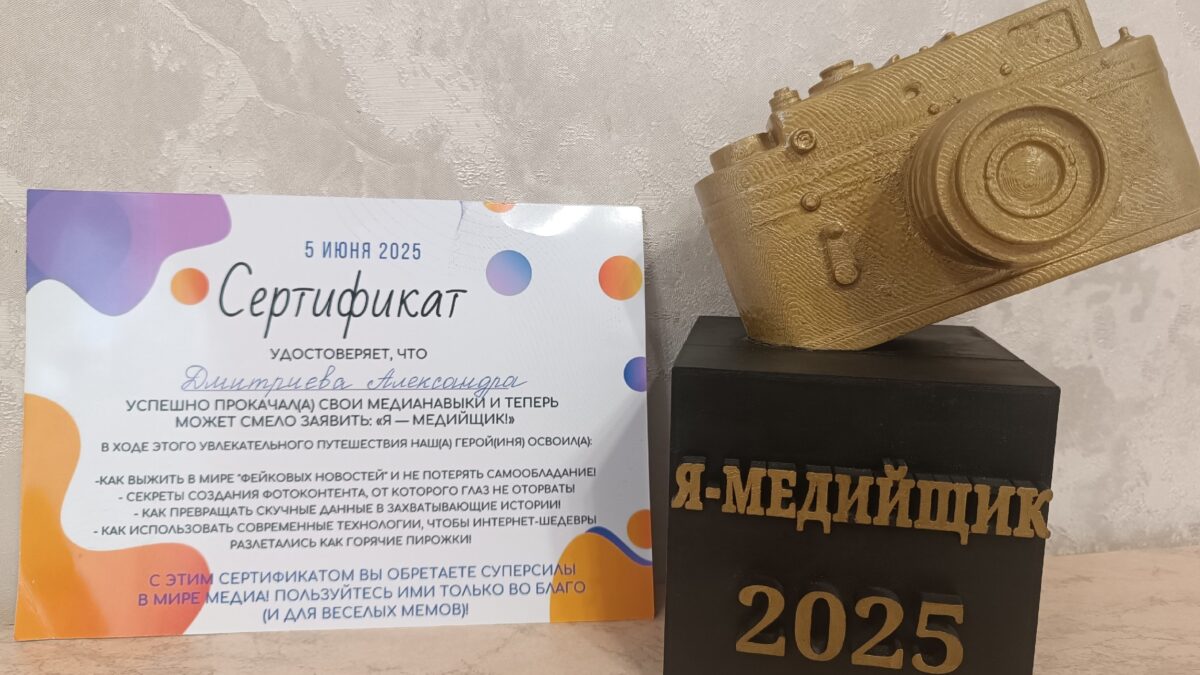 5 ИЮНЯ 2025
Сертификат
УДОСТОВЕРЯЕТ, ЧТО
Дмитриева Александра
УСПЕШНО ПРОКАЧАЛ(А) СВОИ МЕДИАНАВЫКИ И ТЕПЕРЬ
МОЖЕТ СМЕЛО ЗАЯВИТЬ: «Я — МЕДИЙЩИК!»
В ХОДЕ ЭТОГО УВЛЕКАТЕЛЬНОГО ПУТЕШЕСТВИЯ НАШ(А) ГЕРОЙ(ИНЯ) ОСВОИЛ(А):
-КАК ВЫЖИТЬ В МИРЕ "ФЕЙКОВЫХ НОВОСТЕЙ" И НЕ ПОТЕРЯТЬ САМООБЛАДАНИЕ!
- СЕКРЕТЫ СОЗДАНИЯ ФОТОКОНТЕНТА, ОТ КОТОРОГО ГЛАЗ НЕ ОТОРВАТЬ
- КАК ПРЕВРАЩАТЬ СКУЧНЫЕ ДАННЫЕ В ЗАХВАТЫВАЮЩИЕ ИСТОРИИ!
- КАК ИСПОЛЬЗОВАТЬ СОВРЕМЕННЫЕ ТЕХНОЛОГИИ, ЧТОБЫ ИНТЕРНЕТ-ШЕДЕВРЫ
РАЗЛЕТАЛИСЬ КАК ГОРЯЧИЕ ПИРОЖКИ!
С ЭТИМ СЕРТИФИКАТОМ ВЫ ОБРЕТАЕТЕ СУПЕРСИЛЫ
В МИРЕ МЕДИА! ПОЛЬЗУЙТЕСЬ ИМИ ТОЛЬКО ВО БЛАГО
(И ДЛЯ ВЕСЕЛЫХ МЕМОВ)!
Я-МЕДИЙЩИК
2025